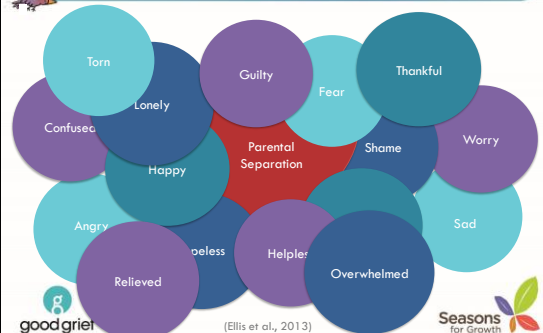 Torn
Guilty
Thankful
Fear
Lonely
Confused
Parental
Separation
Shame
Worry
Happy
Angry
Sad
peless
Helples
Relieved
Overwhelmed
good grief
(Ellis et al., 2013)
Seasons
for Growth